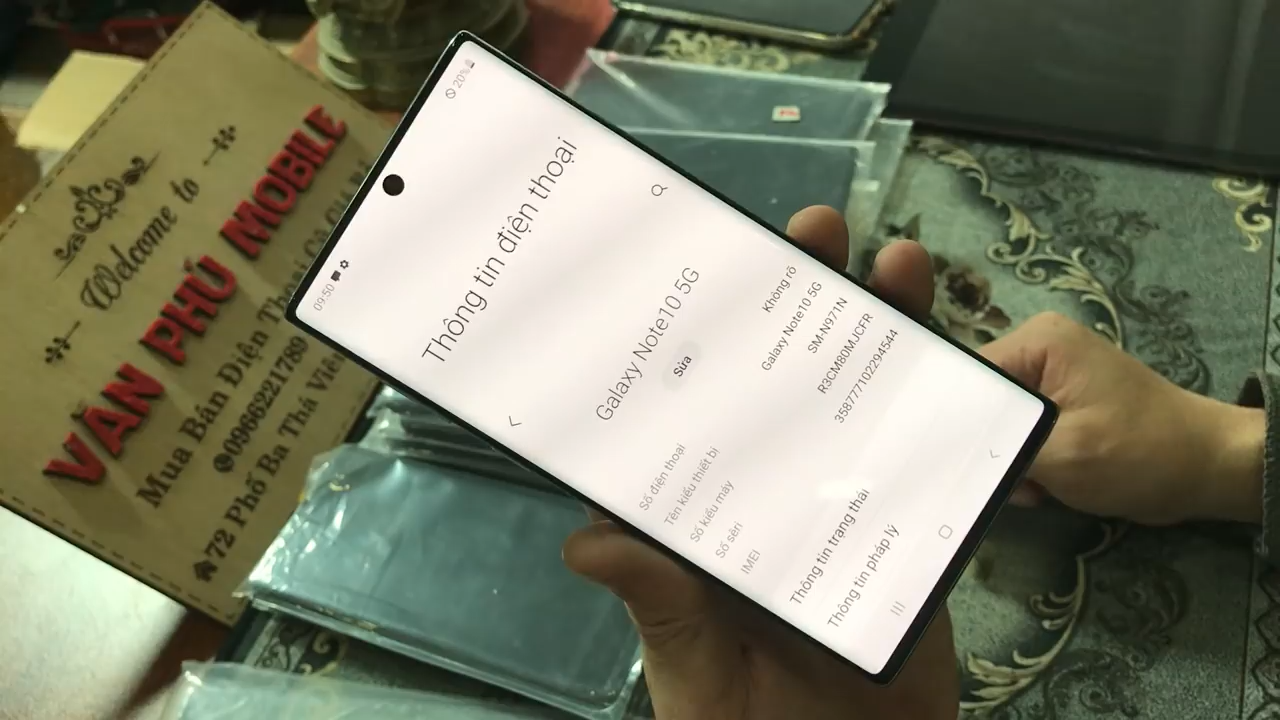 Welcome to
VĂN PHÚ MOBILE
Mua Bán Điện Thoại
0966221789
72 Phố Ba Thá Viên
09:50
20%
Thông tin điện thoại
Galaxy Note10 5G
Sửa
Số điện thoại Không rõ
Tên kiểu thiết bị Galaxy Note10 5G
Số kiểu máy SM-N971N
Số sêri R3CM80MJCFR
IMEI 358777102294544
Thông tin trạng thái
Thông tin pháp lý